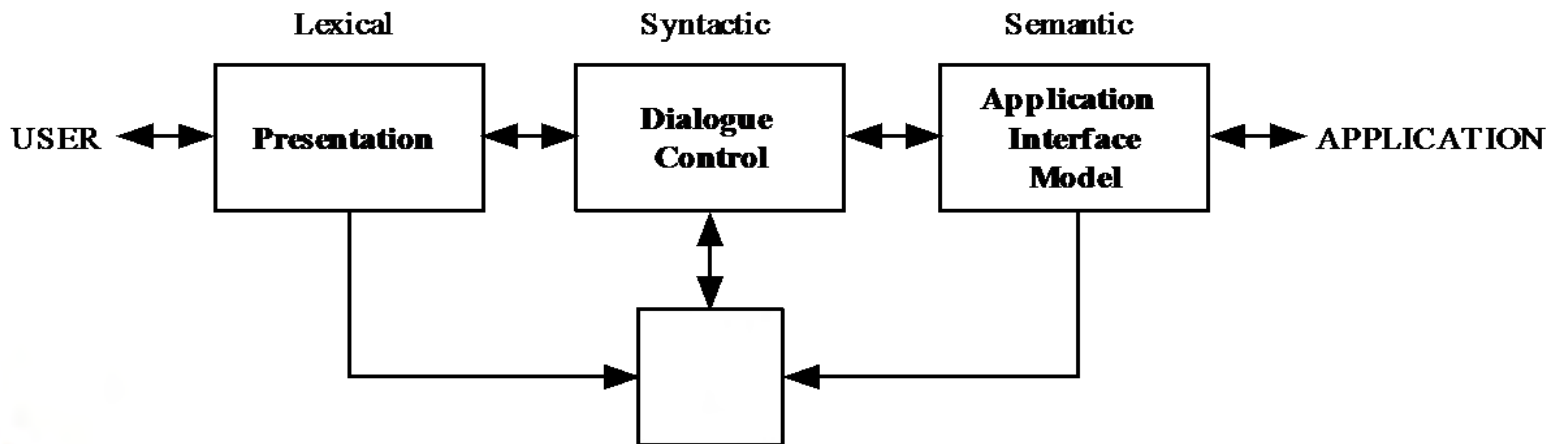 Lexical
Syntactic
Semantic
USER
Presentation
Dialogue
Control
Application
Interface
Model
APPLICATION